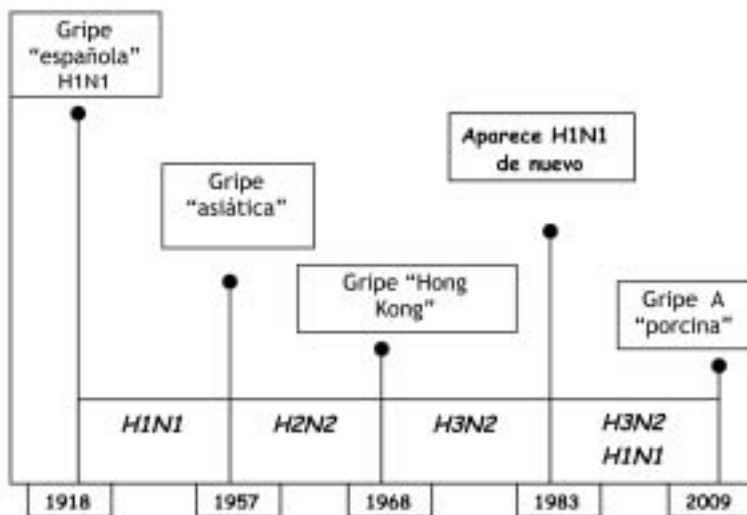 Gripe
“española”
H1N1
Aparece H1N1
de nuevo
Gripe
“asiática”
Gripe “Hong
Kong”
Gripe A
“porcina”
H1N1
H2N2
H3N2
H3N2
H1N1
1918
1957
1968
1983
2009